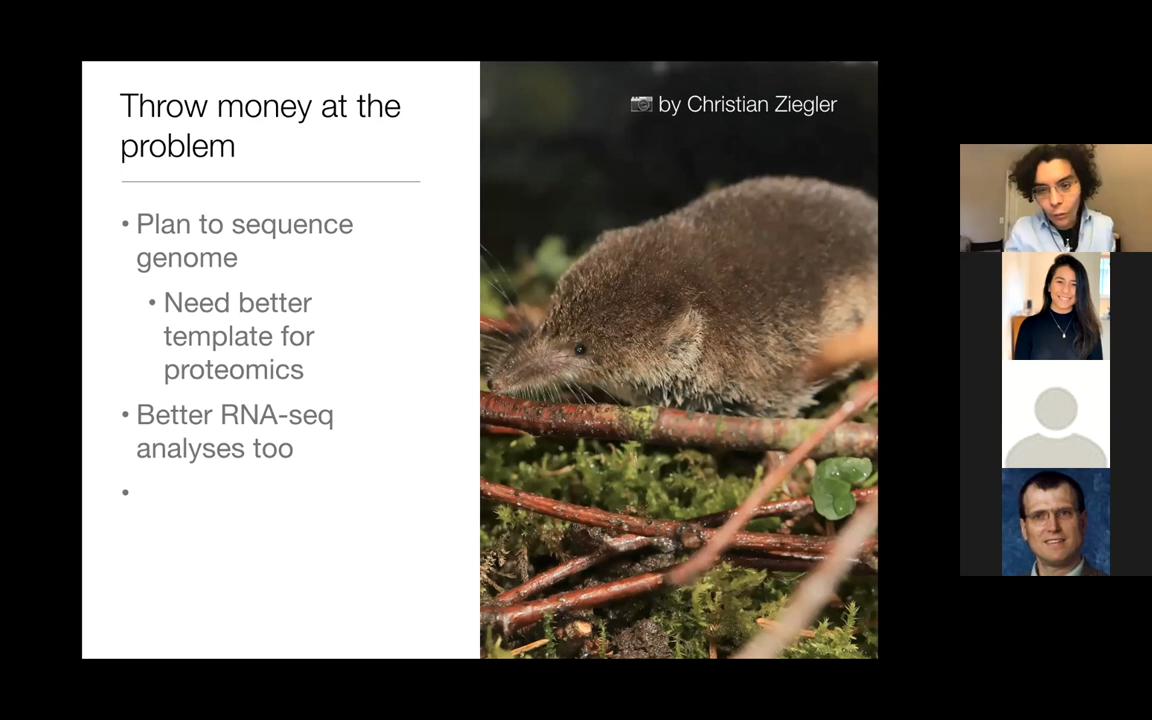 Throw money at the
problem
• Plan to sequence
genome
• Need better
template for
proteomics
• Better RNA-seq
analyses too
•
📷 by Christian Ziegler